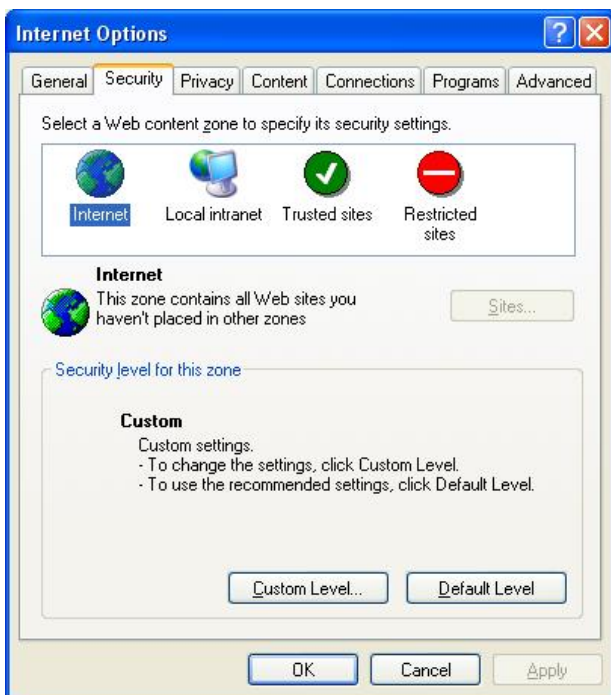 Internet Options
General Security Privacy Content Connections Programs Advanced
Select a Web content zone to specify its security settings.
Internet Local intranet Trusted sites Restricted
sites
Internet
This zone contains all Web sites you
haven't placed in other zones
Sites...
Security level for this zone
Custom
Custom settings.
- To change the settings, click Custom Level.
- To use the recommended settings, click Default Level.
Custom Level... Default Level
OK Cancel Apply